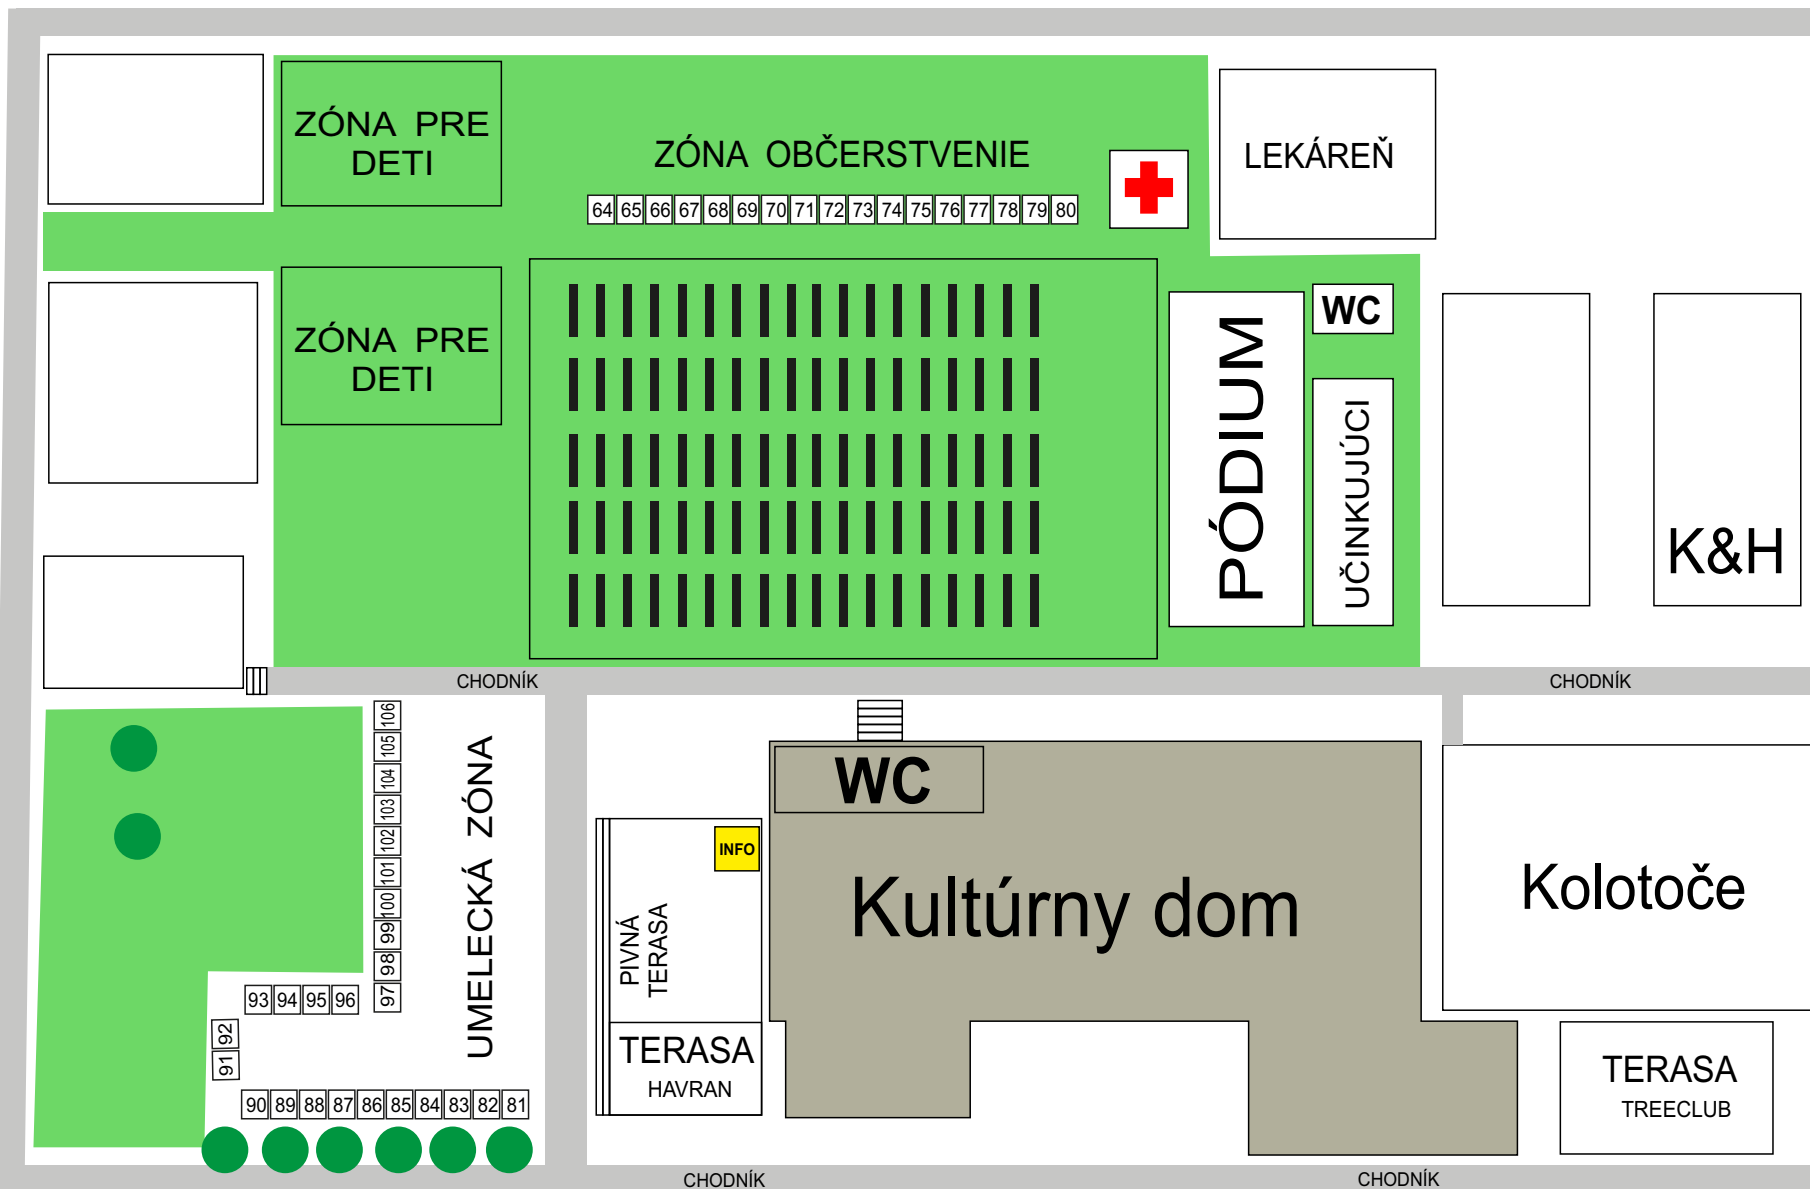 ZÓNA PRE
DETI
ZÓNA OBČERSTVENIE
64 65 66 67 68 69 70 71 72 73 74 75 76 77 78 79 80
LEKÁREŇ
ZÓNA PRE
DETI
PÓDIUM
WC
UČINKUJÚCI
K&H
CHODNÍK
CHODNÍK
106
105
104
103
102
101
100
99
98
97
UMELECKÁ ZÓNA
93 94 95 96
92
91
90 89 88 87 86 85 84 83 82 81
WC
INFO
PIVNÁ
TERASA
Kultúrny dom
Kolotoče
TERASA
HAVRAN
TERASA
TREECLUB
CHODNÍK
CHODNÍK